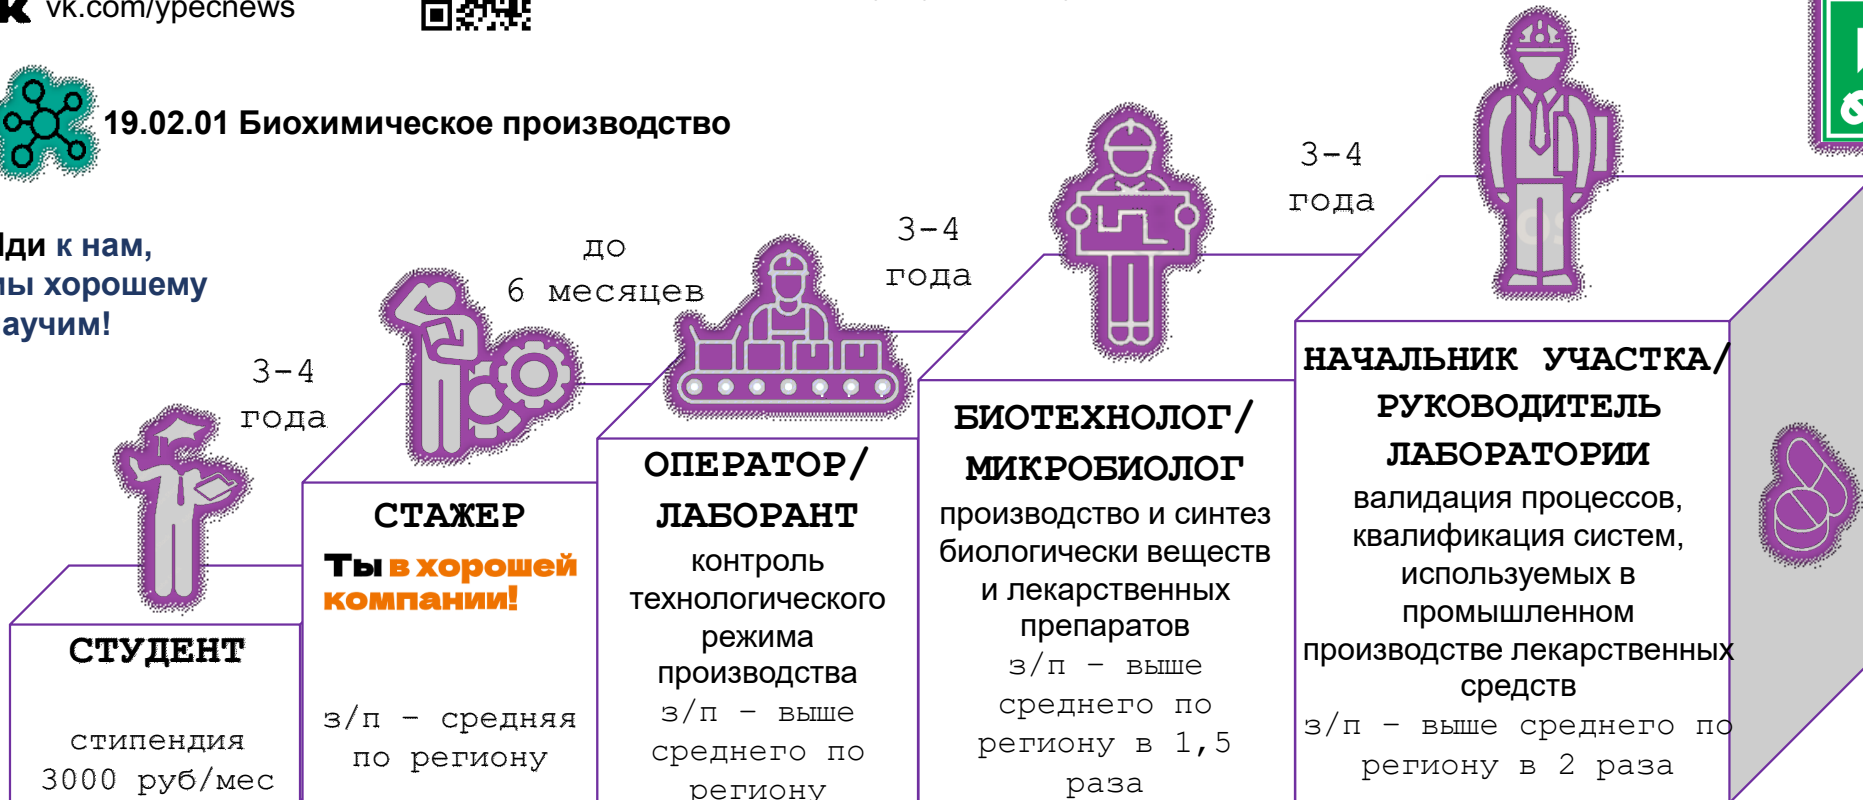 vk.com/ypecnews
19.02.01 Биохимическое производство
к нам,
хорошему
3-4
года
до
6 месяцев
3-4
года
3-4
года
СТУДЕНТ
стипендия
3000 руб/мес
СТАЖЕР
Ты в хорошей
компании!
з/п – средняя
по региону
ОПЕРАТОР/
ЛАБОРАНТ
контроль
технологического
режима
производства
з/п – выше
среднего по
региону
БИОТЕХНОЛОГ/
МИКРОБИОЛОГ
производство и синтез
биологически веществ
и лекарственных
препаратов
з/п – выше
среднего по
региону в 1,5
раза
НАЧАЛЬНИК УЧАСТКА/
РУКОВОДИТЕЛЬ
ЛАБОРАТОРИИ
валидация процессов,
квалификация систем,
используемых в
промышленном
производстве лекарственных
средств
з/п – выше среднего по
региону в 2 раза